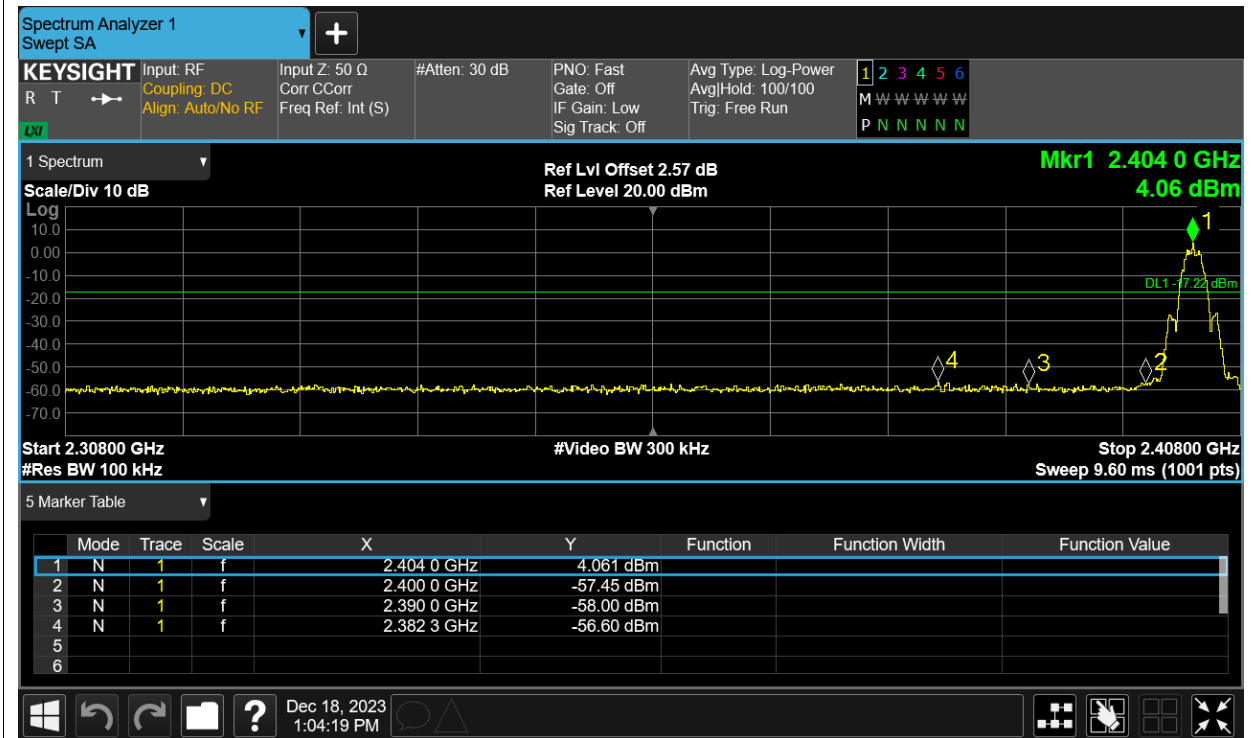 Spectrum Analyzer 1
Swept SA
KEYSIGHT
R T
LXI
Input: RF
Coupling: DC
Align: Auto/No RF
Input Z: 50 Ω
Corr CCorr
Freq Ref: Int (S)
#Atten: 30 dB
PNO: Fast
Gate: Off
IF Gain: Low
Sig Track: Off
Avg Type: Log-Power
Avg|Hold: 100/100
Trig: Free Run
1 2 3 4 5 6
M W W W W W
P N N N N N
1 Spectrum
Scale/Div 10 dB
Ref Lvl Offset 2.57 dB
Ref Level 20.00 dBm
Mkr1 2.404 0 GHz
4.06 dBm
Log
10.0
0.00
-10.0
-20.0
-30.0
-40.0
-50.0
-60.0
-70.0
1
DL1 -17.22 dBm
4
3
2
Start 2.30800 GHz
#Res BW 100 kHz
#Video BW 300 kHz
Stop 2.40800 GHz
Sweep 9.60 ms (1001 pts)
5 Marker Table
Mode Trace Scale X Y Function Function Width Function Value
1 N 1 f 2.404 0 GHz 4.061 dBm
2 N 1 f 2.400 0 GHz -57.45 dBm
3 N 1 f 2.390 0 GHz -58.00 dBm
4 N 1 f 2.382 3 GHz -56.60 dBm
5
6
?
Dec 18, 2023
1:04:19 PM